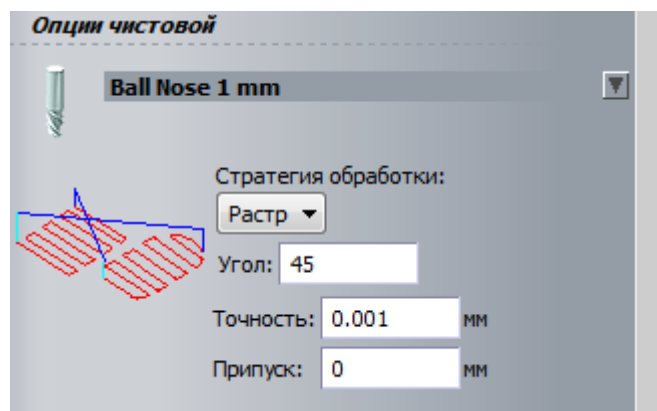 Опции чистовой
Ball Nose 1 mm
Стратегия обработки:
Растр
Угол: 45
Точность: 0.001 мм
Припуск: 0 мм